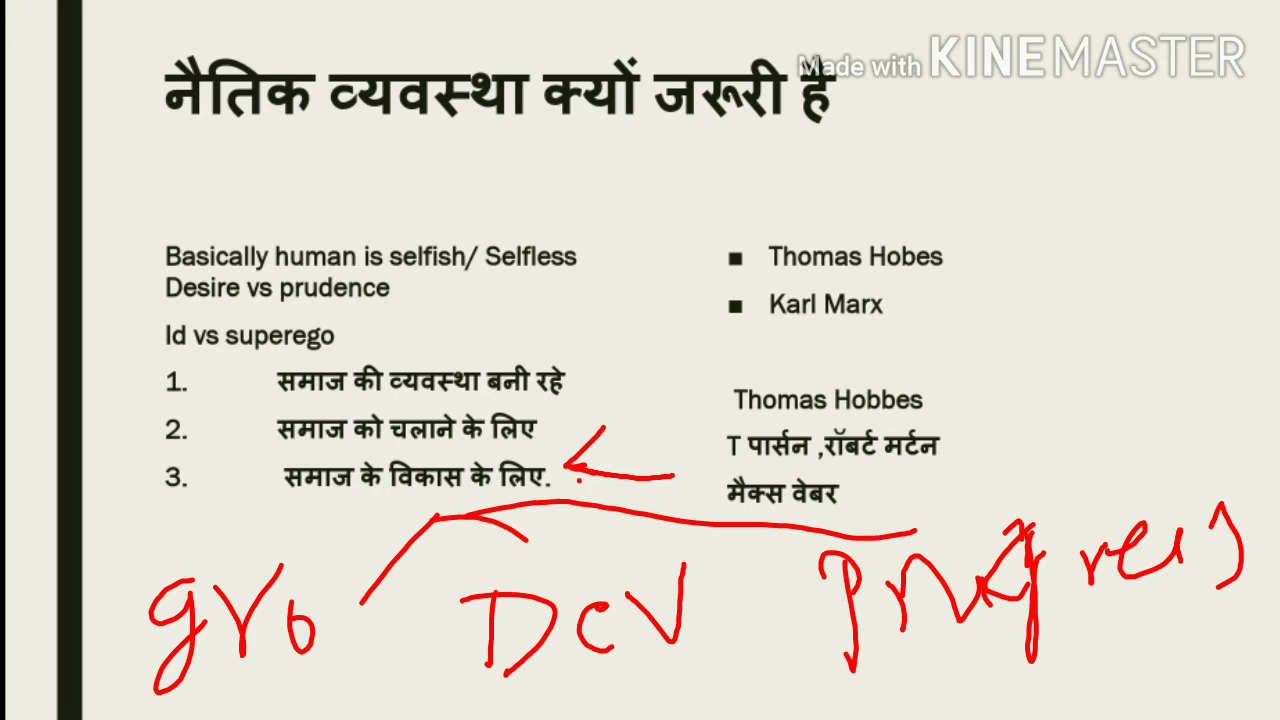 Made with KINEMASTER
नैतिक व्यवस्था क्यों जरूरी है
Basically human is selfish/ Selfless
Desire vs prudence
Id vs superego
1. समाज की व्यवस्था बनी रहे
2. समाज को चलाने के लिए
3. समाज के विकास के लिए.
■ Thomas Hobes
■ Karl Marx
Thomas Hobbes
T पार्सन ,रॉबर्ट मर्टन
मैक्स वेबर
gro Dev